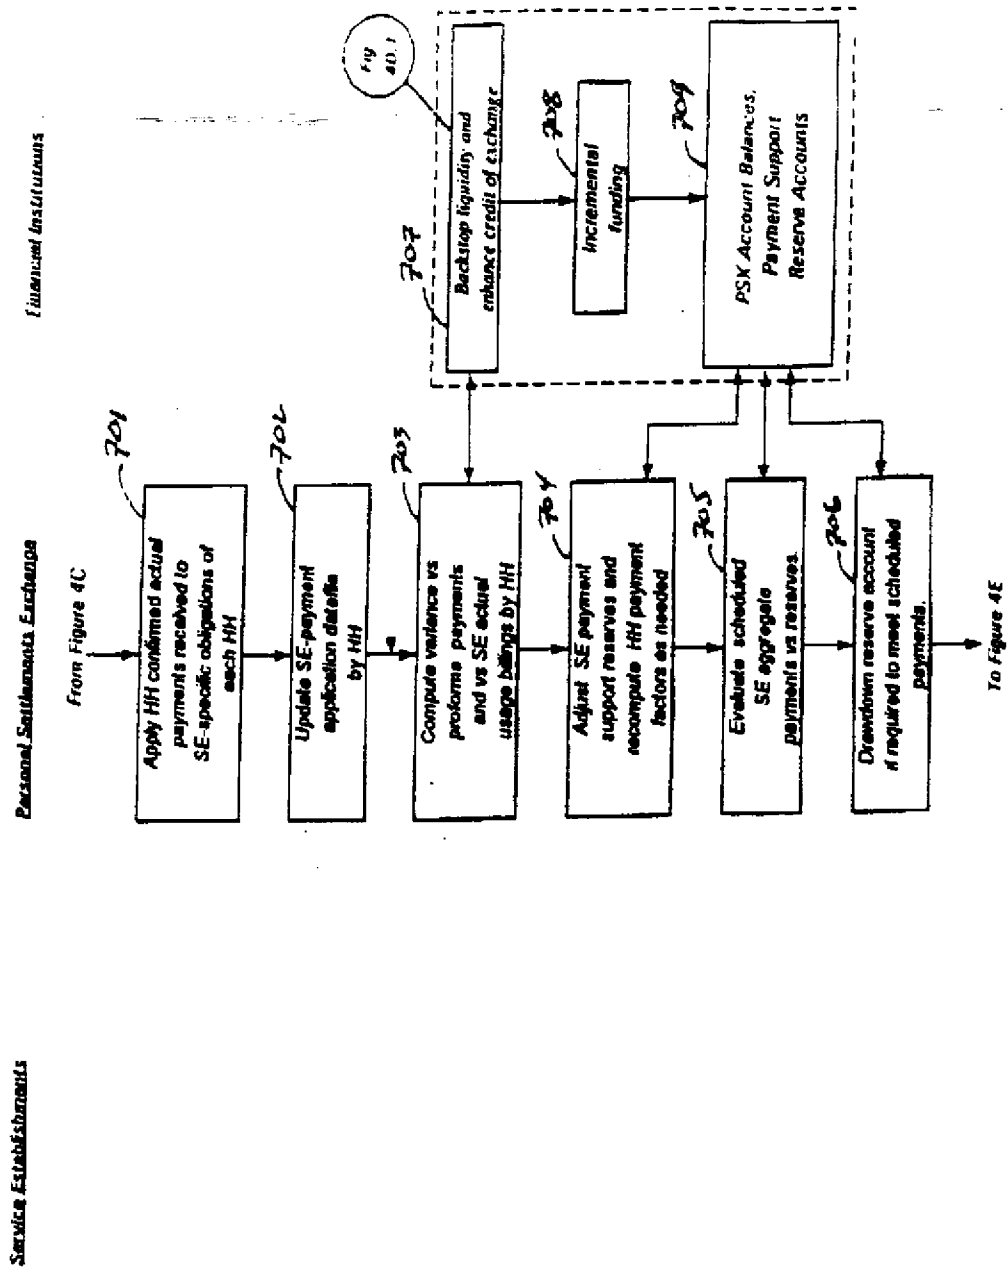 Service Establishments
Personal Settlements Exchange
Financial Institutions
From Figure 4C
701
Apply HH confirmed actual
payments received to
SE-specific obligations of
each HH
702
Update SE-payment
application datafile
by HH
703
Compute variance vs
proforma payments
and vs SE actual
usage billings by HH
704
Adjust SE payment
support reserves and
recompute HH payment
factors as needed
705
Evaluate scheduled
SE aggregate
payments vs reserves
706
Drawdown reserve account
if required to meet scheduled
payments.
To Figure 4E
707
Backstop liquidity and
enhance credit of exchange
Fig
4D.1
708
Incremental
funding
709
PSX Account Balances,
Payment Support
Reserve Accounts